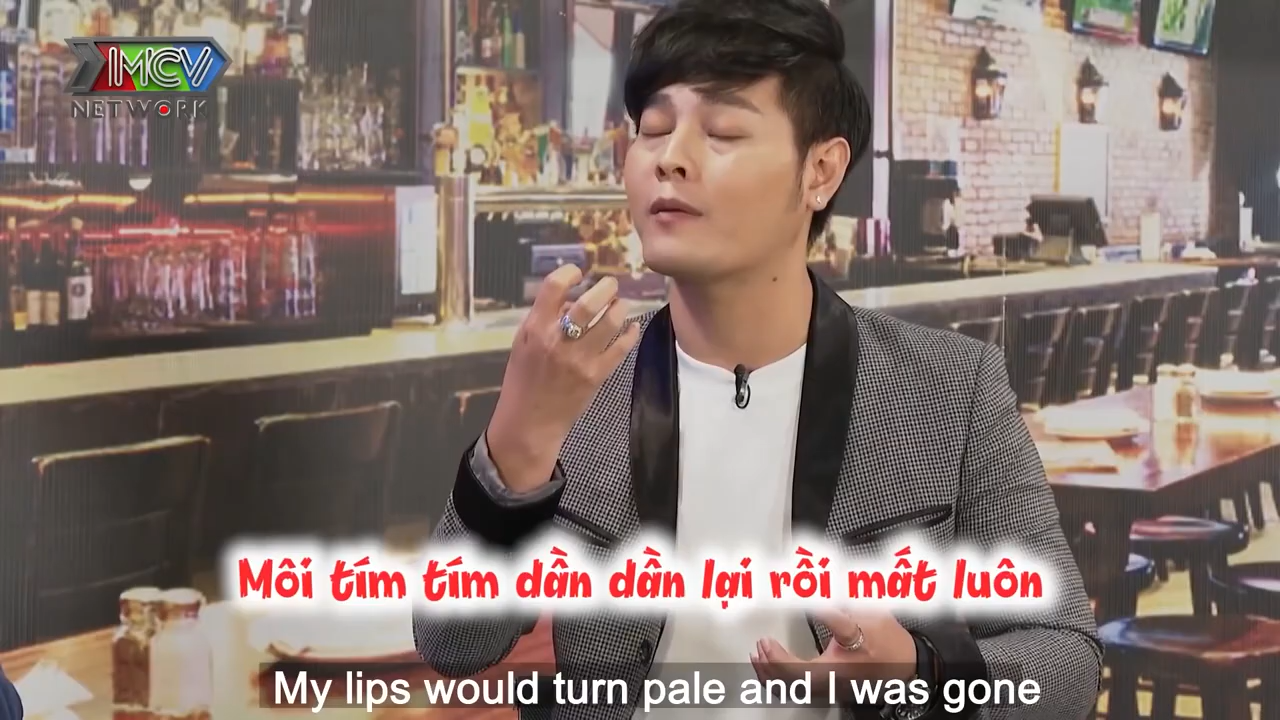 MCV
NETWORK
Môi tím tím dần dần lại rồi mất luôn
My lips would turn pale and I was gone